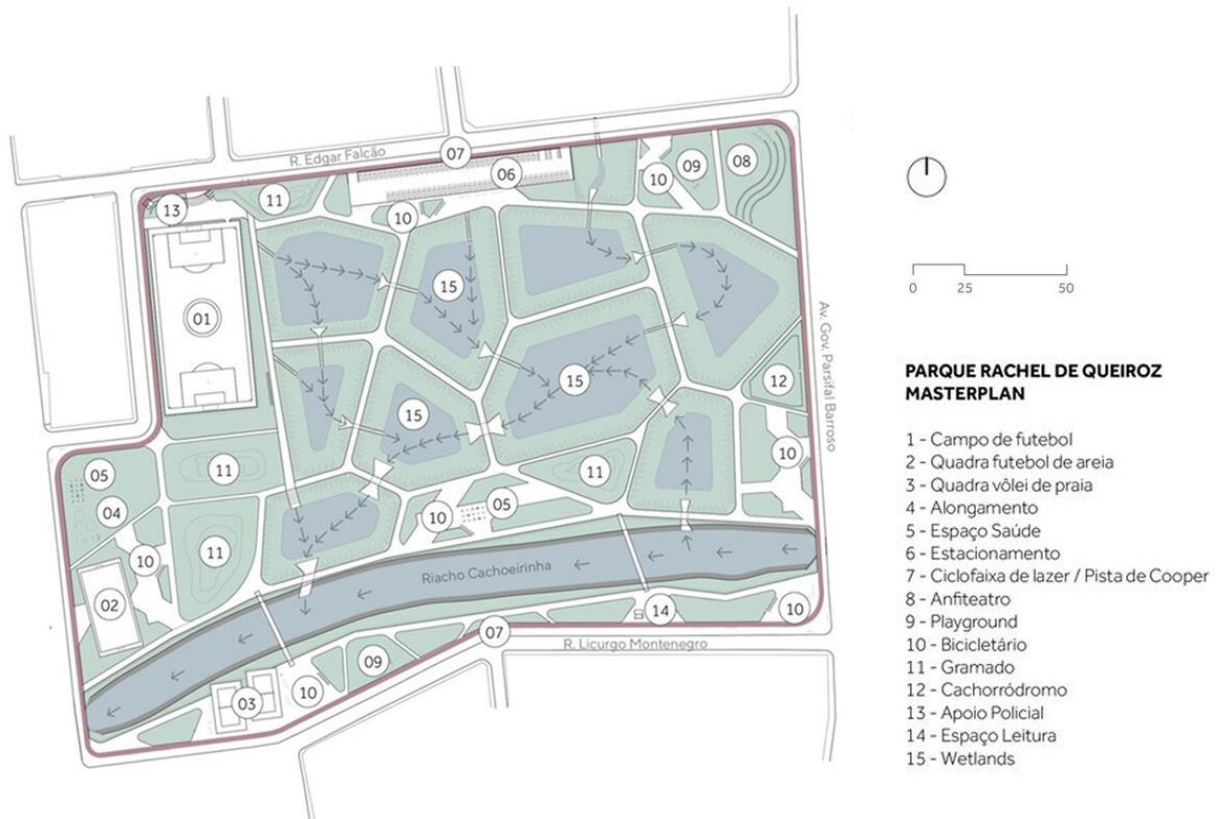 R. Edgar Falcão
07
06
10
09
08
13
11
10
01
15
15
15
12
Av. Gov. Parsifal Barroso
11
05
04
10
11
10
05
11
10
02
Riacho Cachoeirinha
14
10
07
R. Licurgo Montenegro
09
10
03
0 25 50
PARQUE RACHEL DE QUEIROZ
MASTERPLAN
1 - Campo de futebol
2 - Quadra futebol de areia
3 - Quadra vôlei de praia
4 - Alongamento
5 - Espaço Saúde
6 - Estacionamento
7 - Ciclofaixa de lazer / Pista de Cooper
8 - Anfiteatro
9 - Playground
10 - Bicicletário
11 - Gramado
12 - Cachorródromo
13 - Apoio Policial
14 - Espaço Leitura
15 - Wetlands